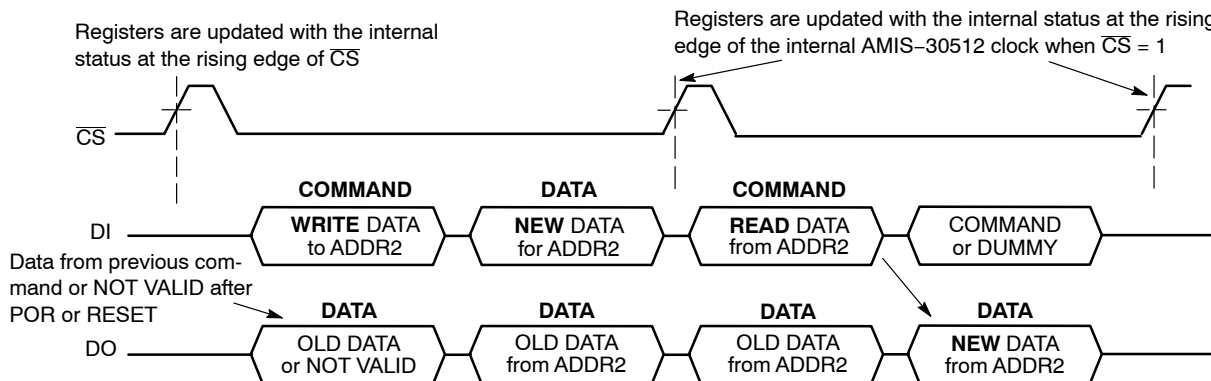 Registers are updated with the internal
status at the rising edge of CS
Registers are updated with the internal status at the rising
edge of the internal AMIS−30512 clock when CS = 1
CS
COMMAND
DATA
COMMAND
DI
WRITE DATA
to ADDR2
NEW DATA
for ADDR2
READ DATA
from ADDR2
COMMAND
or DUMMY
Data from previous com-
mand or NOT VALID after
POR or RESET
DATA
DATA
DATA
DATA
DO
OLD DATA
or NOT VALID
OLD DATA
from ADDR2
OLD DATA
from ADDR2
NEW DATA
from ADDR2